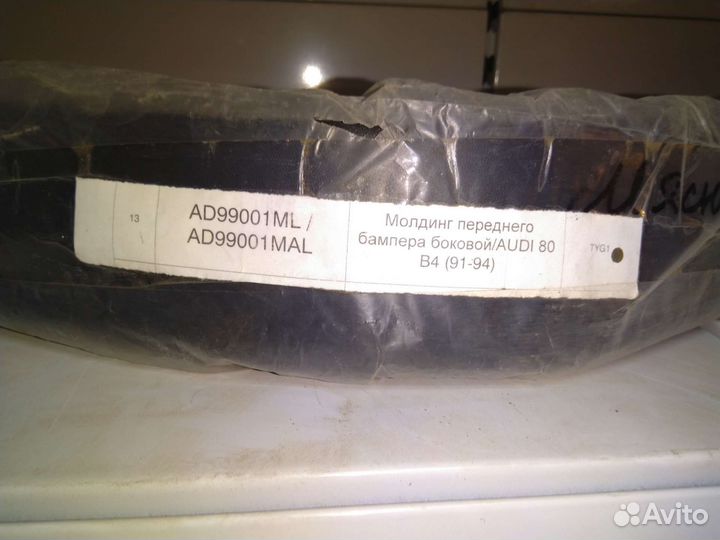 13
AD99001ML /
AD99001MAL
Молдинг переднего
бампера боковой/AUDI 80
B4 (91-94)
TYG1
Avito